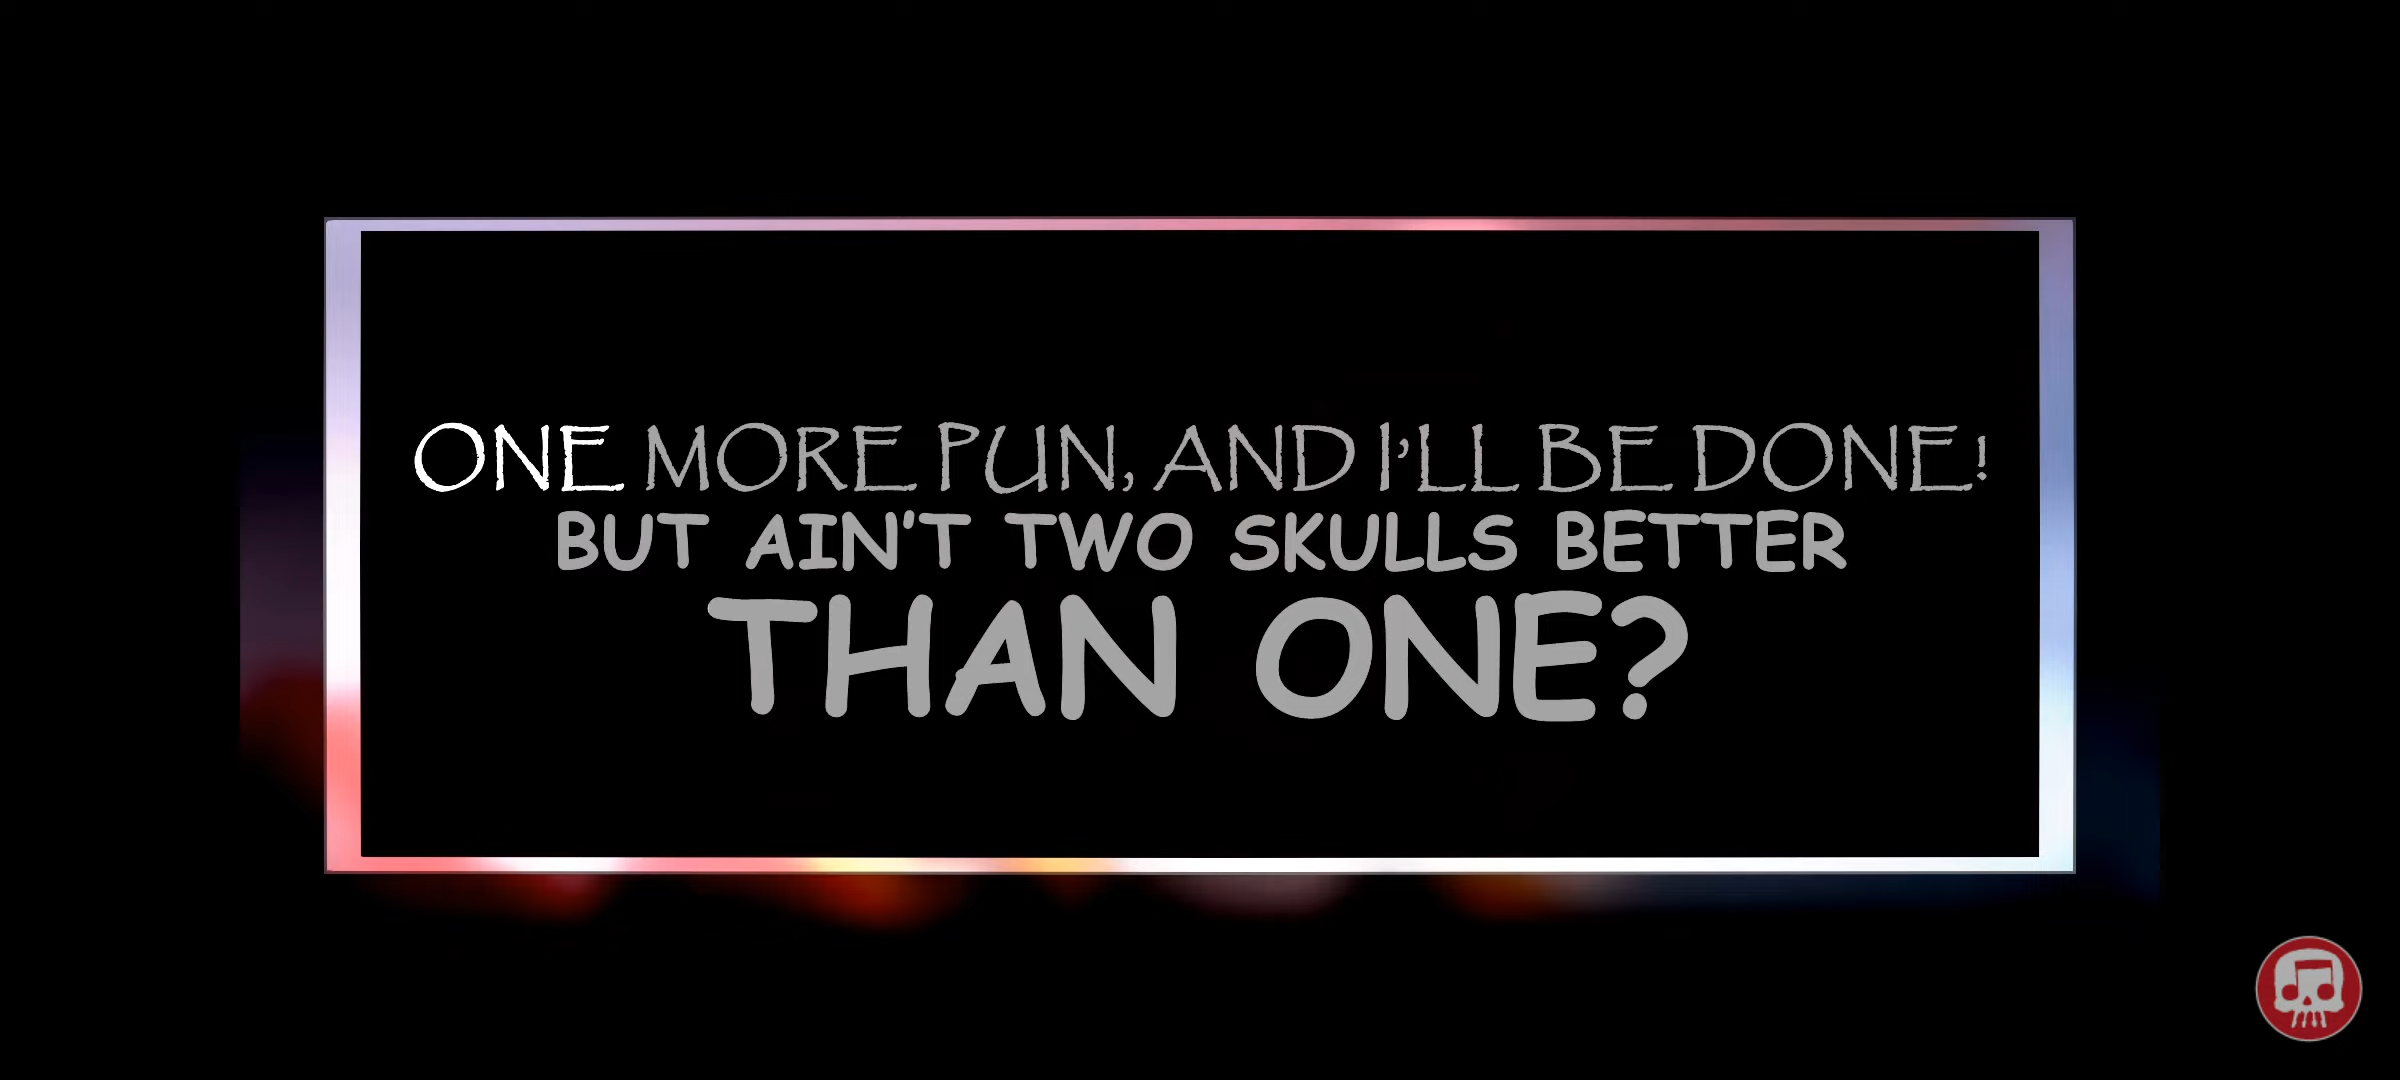 ONE MORE PUN, AND I'LL BE DONE!
BUT AIN'T TWO SKULLS BETTER
THAN ONE?